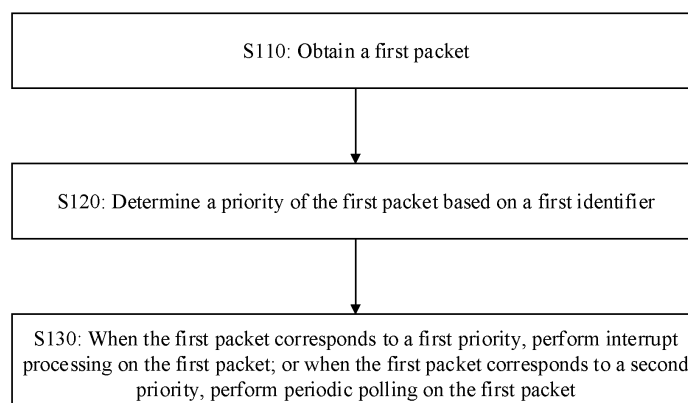 S110: Obtain a first packet
S120: Determine a priority of the first packet based on a first identifier
S130: When the first packet corresponds to a first priority, perform interrupt
processing on the first packet; or when the first packet corresponds to a second
priority, perform periodic polling on the first packet